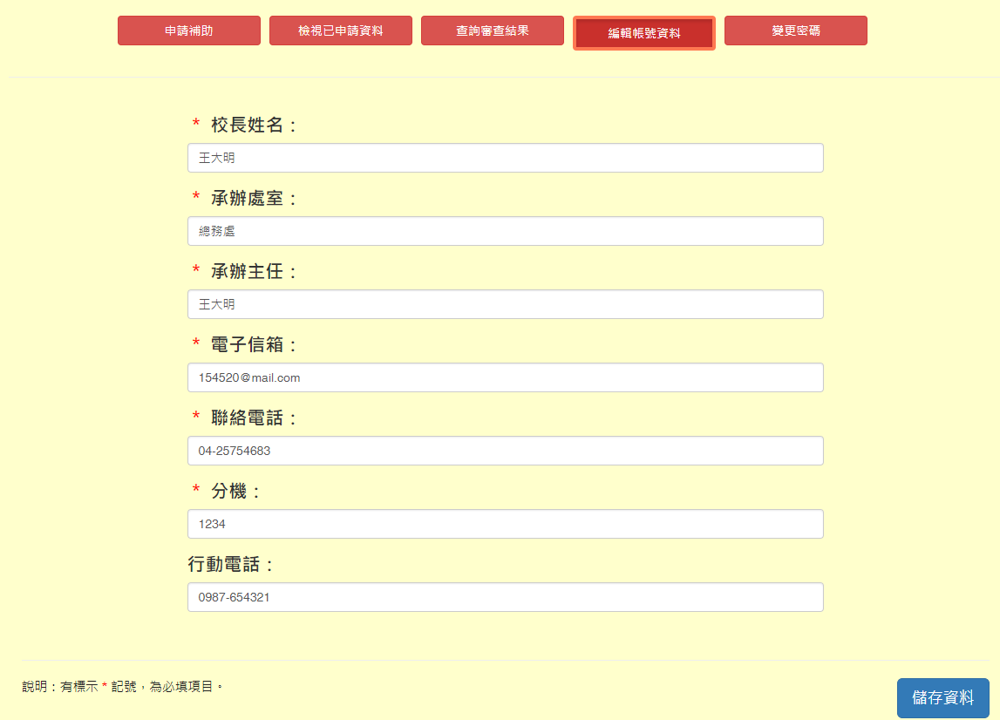 申請補助 檢視已申請資料 查詢審查結果 編輯帳號資料 變更密碼
* 校長姓名：
王大明
* 承辦處室：
總務處
* 承辦主任：
王大明
* 電子信箱：
154520@mail.com
* 聯絡電話：
04-25754683
* 分機：
1234
行動電話：
0987-654321
說明：有標示 * 記號，為必填項目。
儲存資料